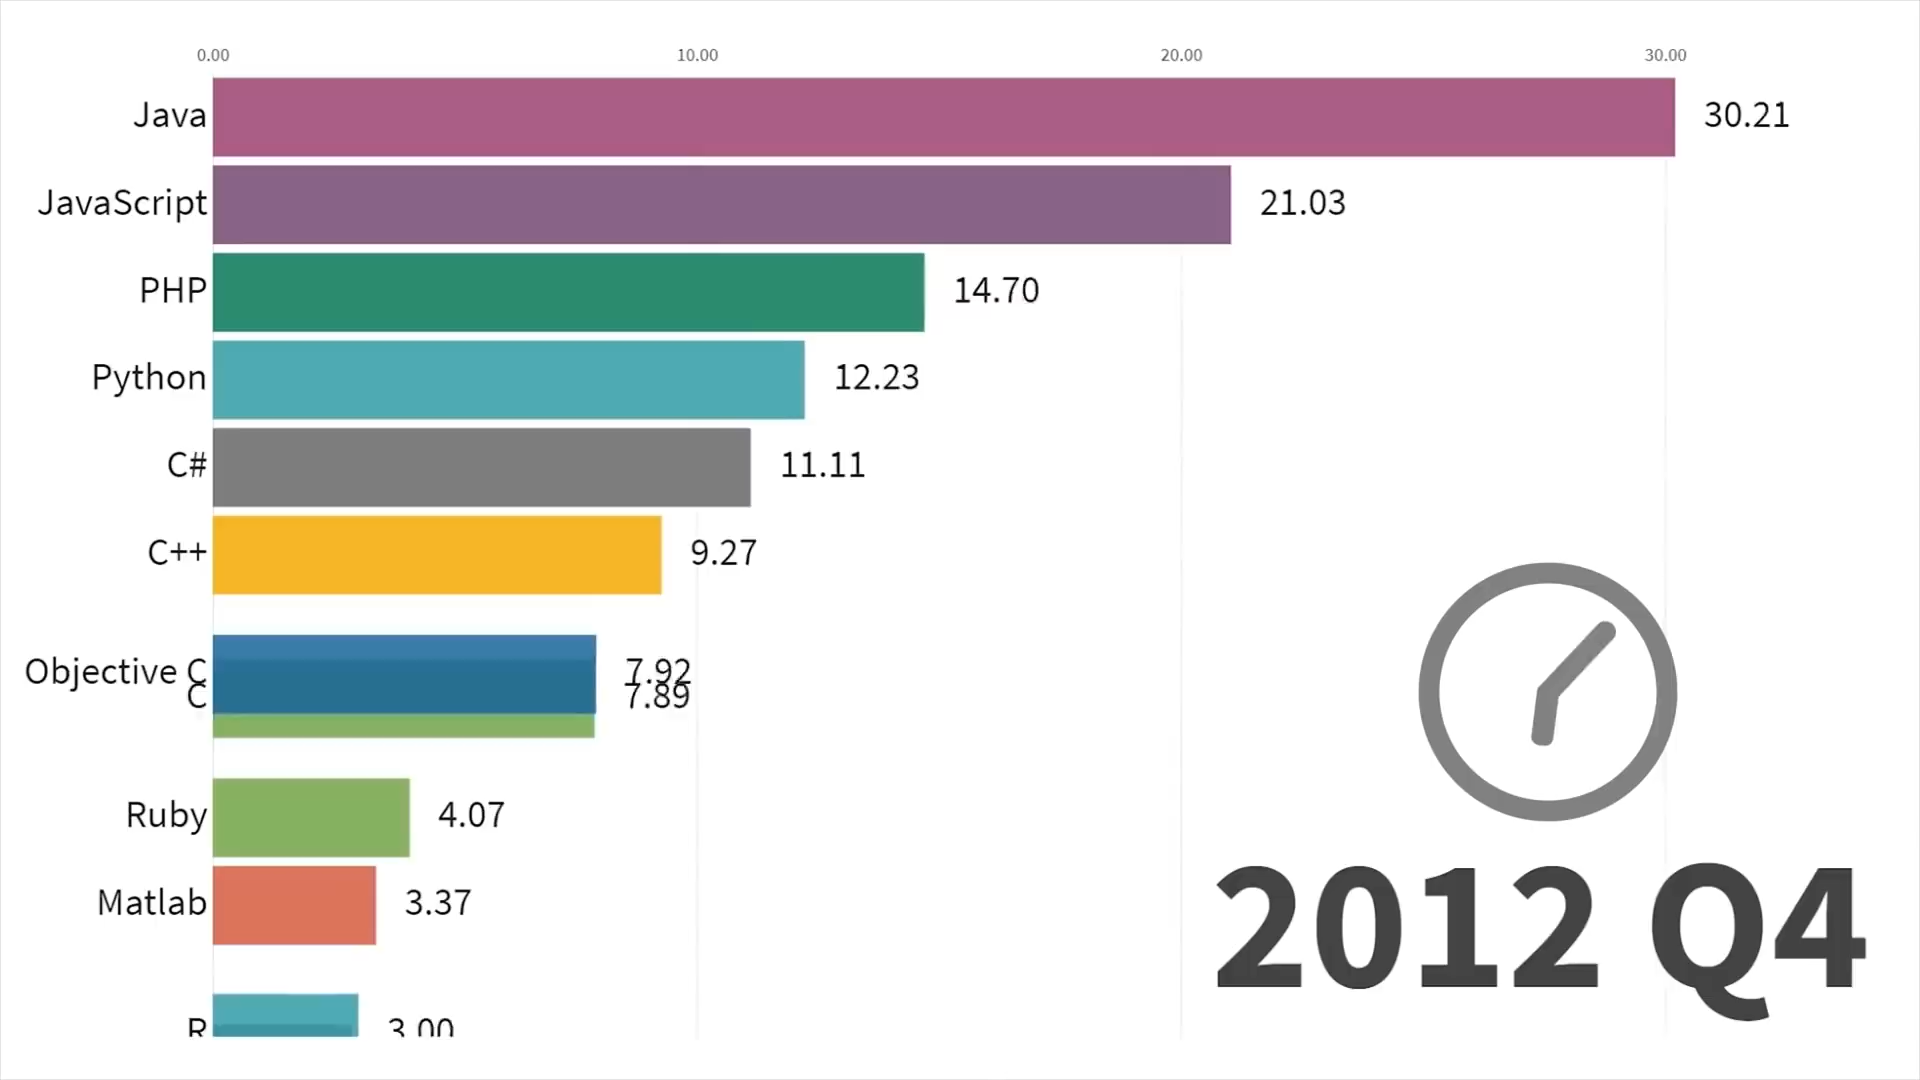 0.00 10.00 20.00 30.00
Java 30.21
JavaScript 21.03
PHP 14.70
Python 12.23
C# 11.11
C++ 9.27
Objective C 7.92
C 7.89
Ruby 4.07
Matlab 3.37
R 3.00
2012 Q4